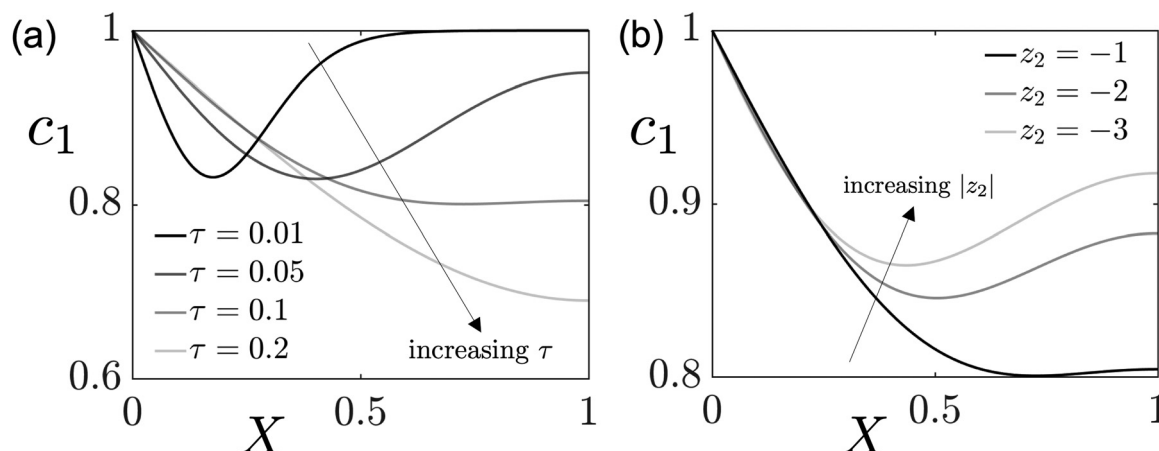 (a)
1
0.8
0.6
c₁
τ = 0.01
τ = 0.05
τ = 0.1
τ = 0.2
increasing τ
0
0.5
1
X
(b)
1
0.9
0.8
c₁
z₂ = −1
z₂ = −2
z₂ = −3
increasing |z₂|
0
0.5
1
X